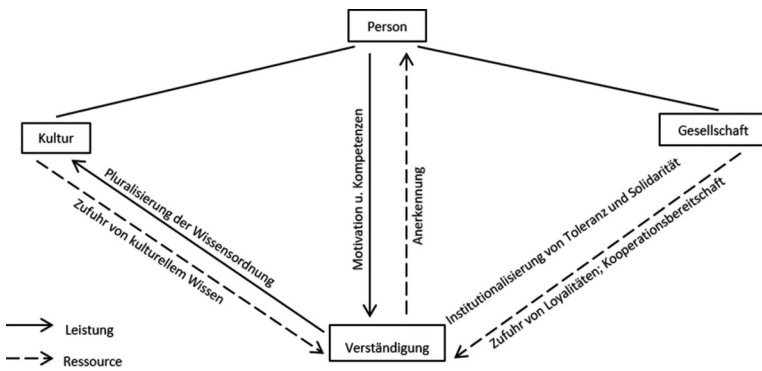 Person
Kultur
Gesellschaft
Pluralisierung der Wissensordnung
Zufuhr von kulturellem Wissen
Motivation u. Kompetenzen
Anerkennung
Institutionalisierung von Toleranz und Solidarität
Zufuhr von Loyalitäten; Kooperationsbereitschaft
Verständigung
Leistung
Ressource